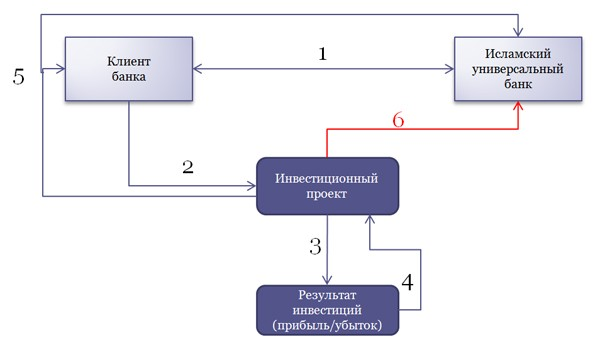 Клиент
банка
1
Исламский
универсальный
банк
5
6
2
Инвестиционный
проект
3
4
Результат
инвестиций
(прибыль/убыток)